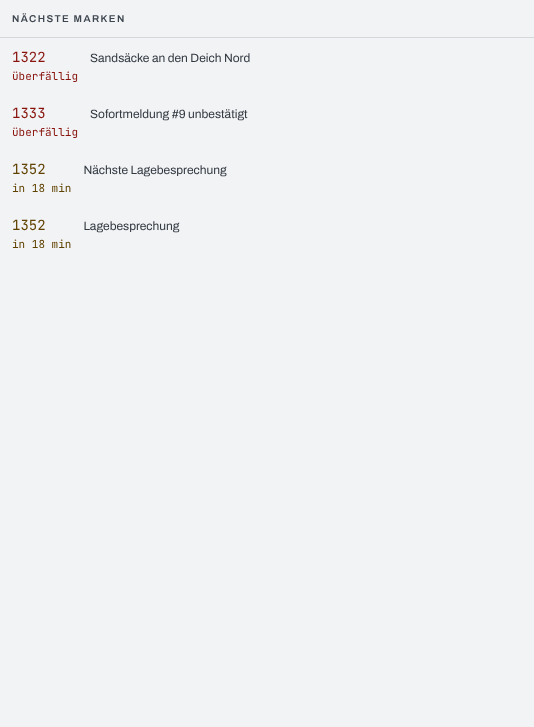 NÄCHSTE MARKEN
1322 Sandsäcke an den Deich Nord
überfällig
1333 Sofortmeldung #9 unbestätigt
überfällig
1352 Nächste Lagebesprechung
in 18 min
1352 Lagebesprechung
in 18 min